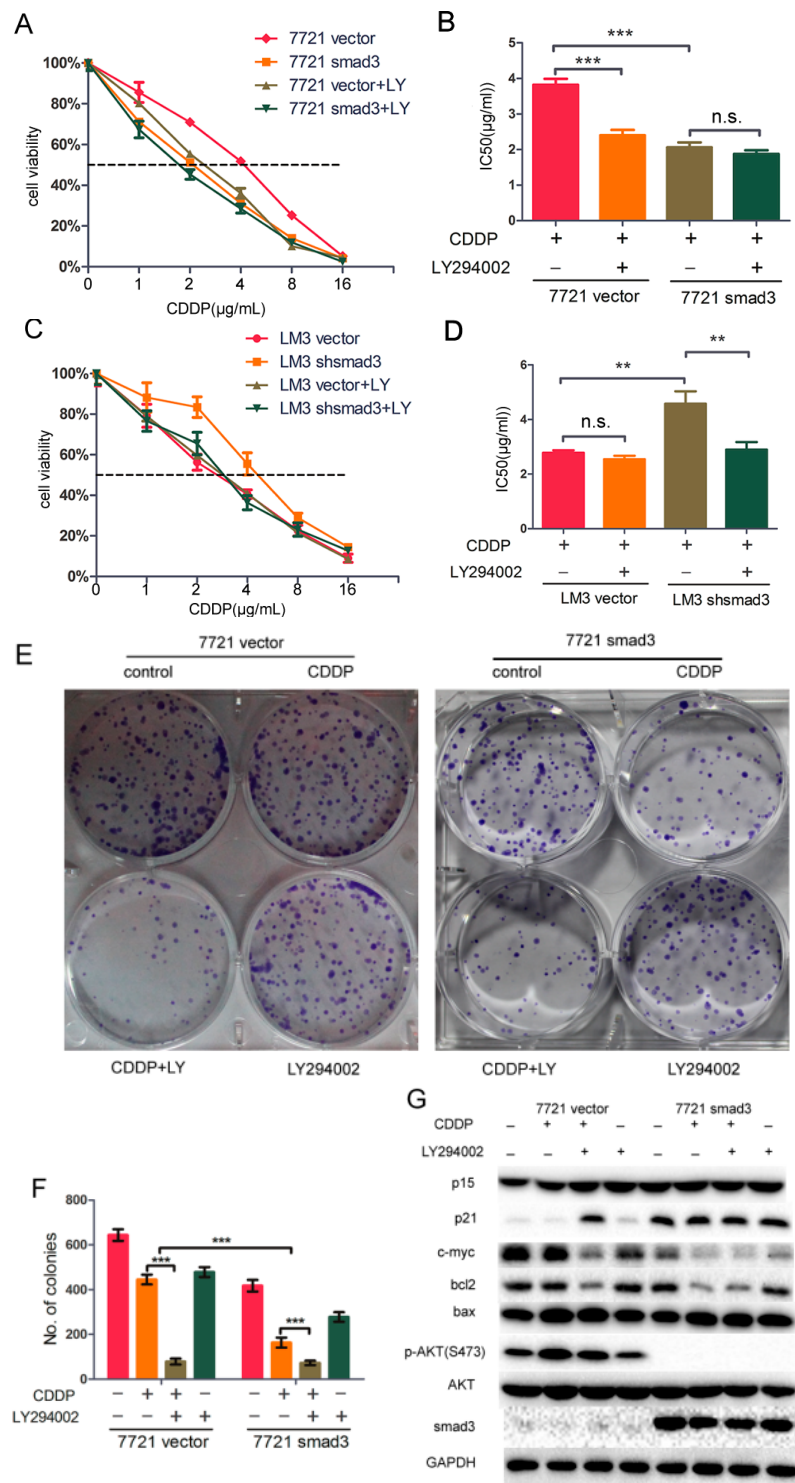 A
7721 vector
7721 smad3
7721 vector+LY
7721 smad3+LY
cell viability
100%
80%
60%
40%
20%
0%
0 1 2 4 8 16
CDDP(μg/mL)
B
*** 
***
n.s.
IC50(μg/ml))
6
4
2
0
CDDP + + + +
LY294002 – + – +
7721 vector 7721 smad3
C
LM3 vector
LM3 shsmad3
LM3 vector+LY
LM3 shsmad3+LY
cell viability
100%
80%
60%
40%
20%
0%
0 1 2 4 8 16
CDDP(μg/mL)
D
** **
n.s.
IC50(μg/ml))
6
4
2
0
CDDP + + + +
LY294002 – + – +
LM3 vector LM3 shsmad3
E
7721 vector 7721 smad3
control CDDP control CDDP
CDDP+LY LY294002 CDDP+LY LY294002
F
No. of colonies
800
600
400
200
0
***
***
***
CDDP – + + – – + + –
LY294002 – – + + – – + +
7721 vector 7721 smad3
G
7721 vector 7721 smad3
CDDP – + + – – + + –
LY294002 – – + + – – + +
p15
p21
c-myc
bcl2
bax
p-AKT(S473)
AKT
smad3
GAPDH